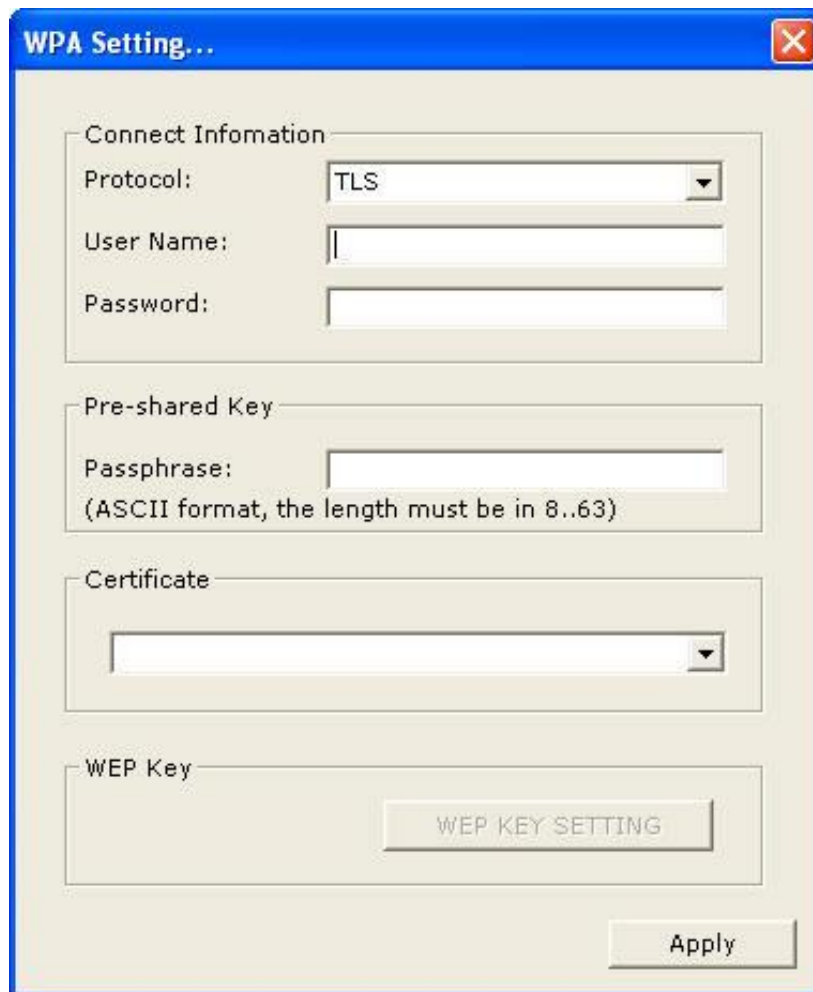 WPA Setting...
Connect Infomation
Protocol: TLS
User Name:
Password:
Pre-shared Key
Passphrase:
(ASCII format, the length must be in 8..63)
Certificate
WEP Key
WEP KEY SETTING
Apply